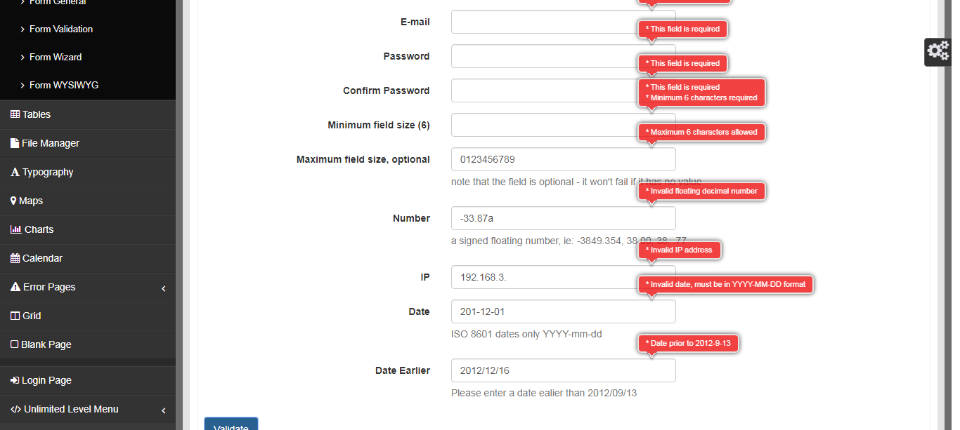 Form General
Form Validation
Form Wizard
Form WYSIWYG
Tables
File Manager
Typography
Maps
Charts
Calendar
Error Pages
Grid
Blank Page
Login Page
Unlimited Level Menu
E-mail
* This field is required
Password
* This field is required
Confirm Password
* This field is required
* Minimum 6 characters required
Minimum field size (6)
* Maximum 6 characters allowed
Maximum field size, optional
0123456789
note that the field is optional - it won't fail if it has no value
* Invalid floating decimal number
Number
-33.87a
a signed floating number, ie: -3849.354, 38.00, 38, .77
* Invalid IP address
IP
192.168.3.
* Invalid date, must be in YYYY-MM-DD format
Date
201-12-01
ISO 8601 dates only YYYY-mm-dd
* Date prior to 2012-9-13
Date Earlier
2012/12/16
Please enter a date ealier than 2012/09/13
Validate